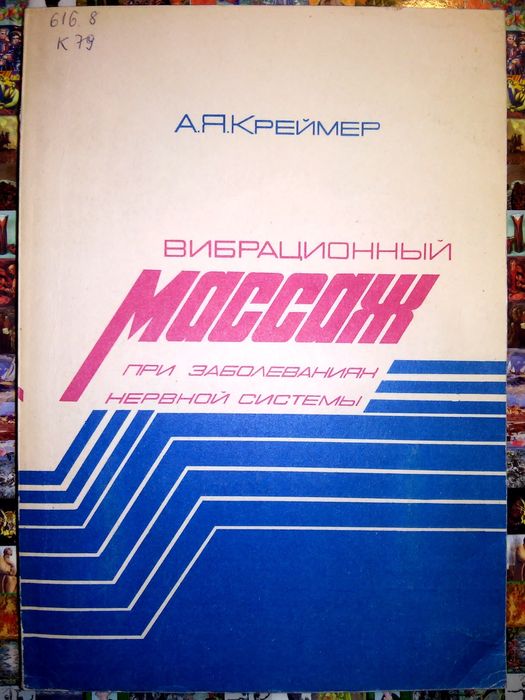 616.8
К 79
А.Я.КРЕЙМЕР
ВИБРАЦИОННЫЙ
МАССАЖ
ПРИ ЗАБОЛЕВАНИЯХ
НЕРВНОЙ СИСТЕМЫ